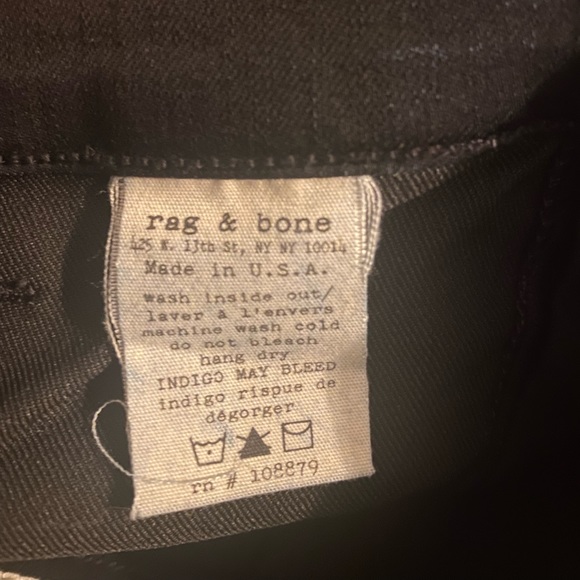 rag & bone
425 W. 13th St, NY NY 10014
Made in U.S.A.
wash inside out/
laver à l'envers
machine wash cold
do not bleach
hang dry
INDIGO MAY BLEED
indigo rispue de
dégorger
rn # 108879